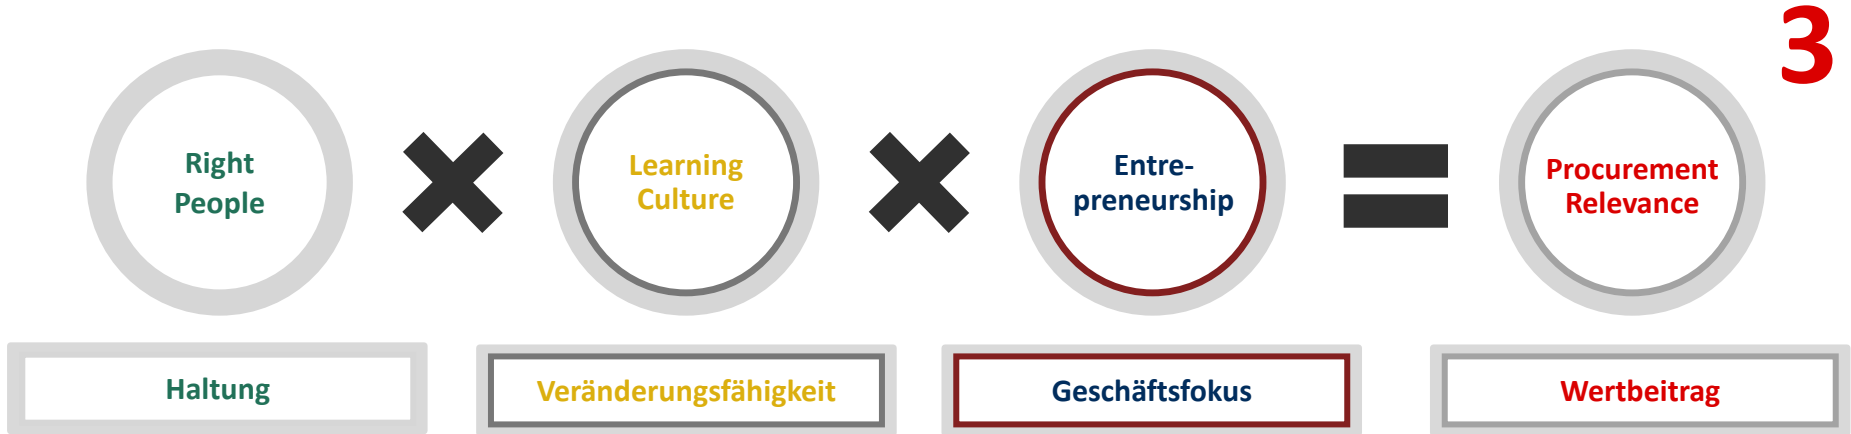 3
Right
People
Learning
Culture
Entre-
preneurship
Procurement
Relevance
Haltung
Veränderungsfähigkeit
Geschäftsfokus
Wertbeitrag